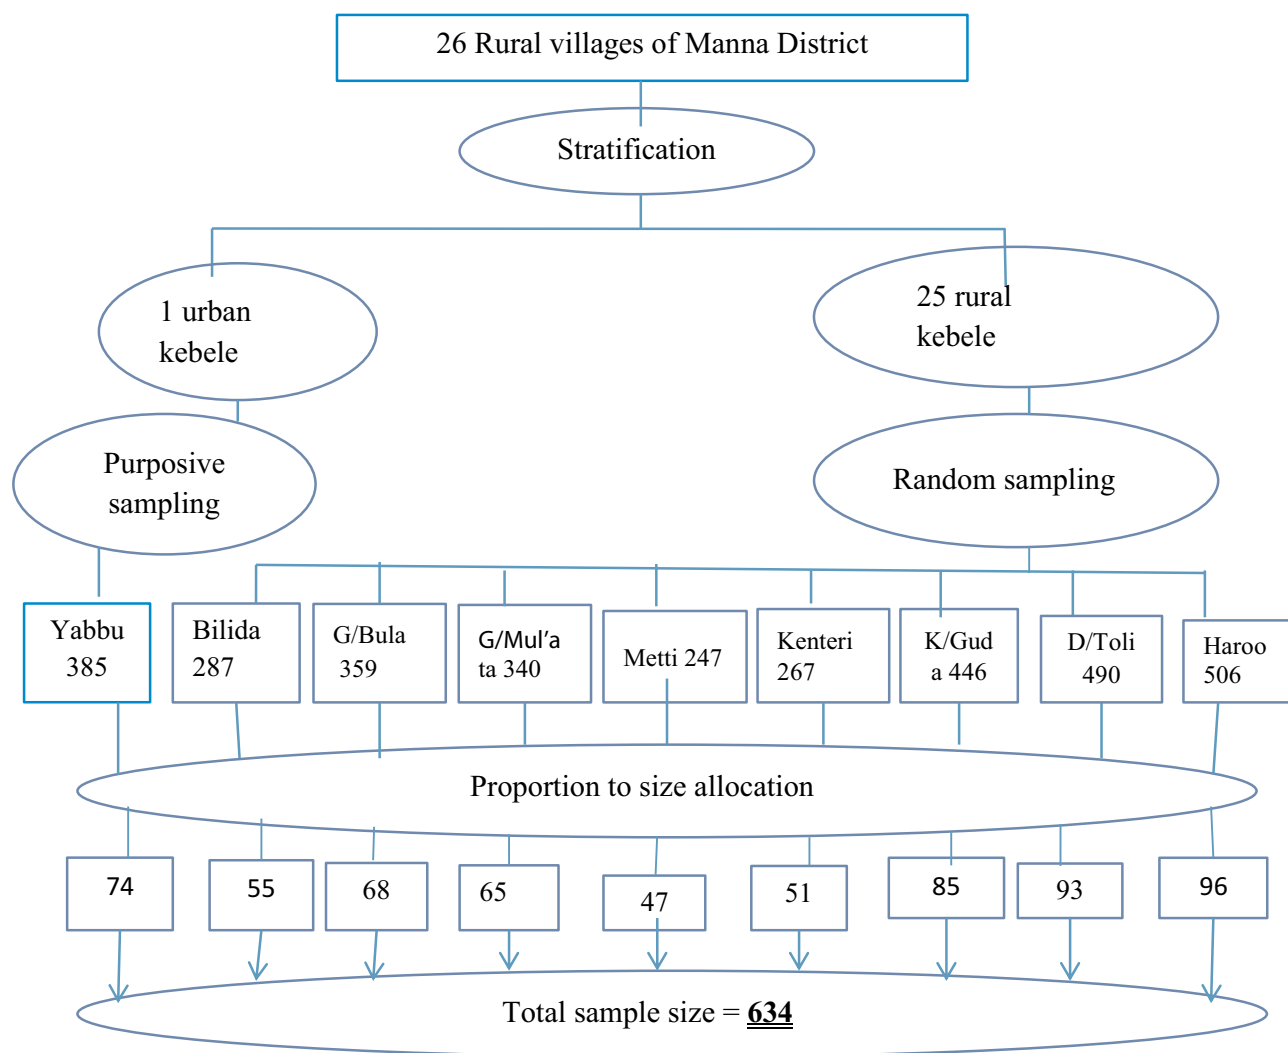 26 Rural villages of Manna District
Stratification
1 urban
kebele
25 rural
kebele
Purposive
sampling
Random sampling
Yabbu
385
Bilida
287
G/Bula
359
G/Mul'a
ta 340
Metti 247
Kenteri
267
K/Gud
a 446
D/Toli
490
Haroo
506
Proportion to size allocation
74
55
68
65
47
51
85
93
96
Total sample size = 634